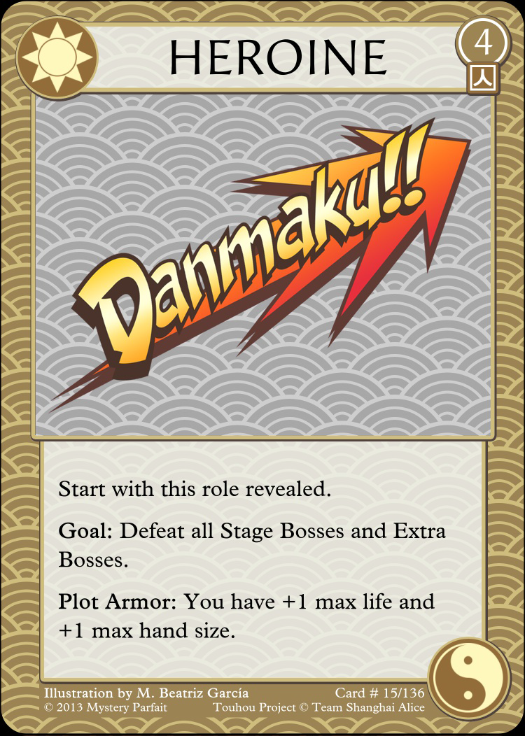 HEROINE
4
人
Danmaku!!
Start with this role revealed.
Goal: Defeat all Stage Bosses and Extra
Bosses.
Plot Armor: You have +1 max life and
+1 max hand size.
Illustration by M. Beatriz García
Card # 15/136
© 2013 Mystery Parfait
Touhou Project © Team Shanghai Alice